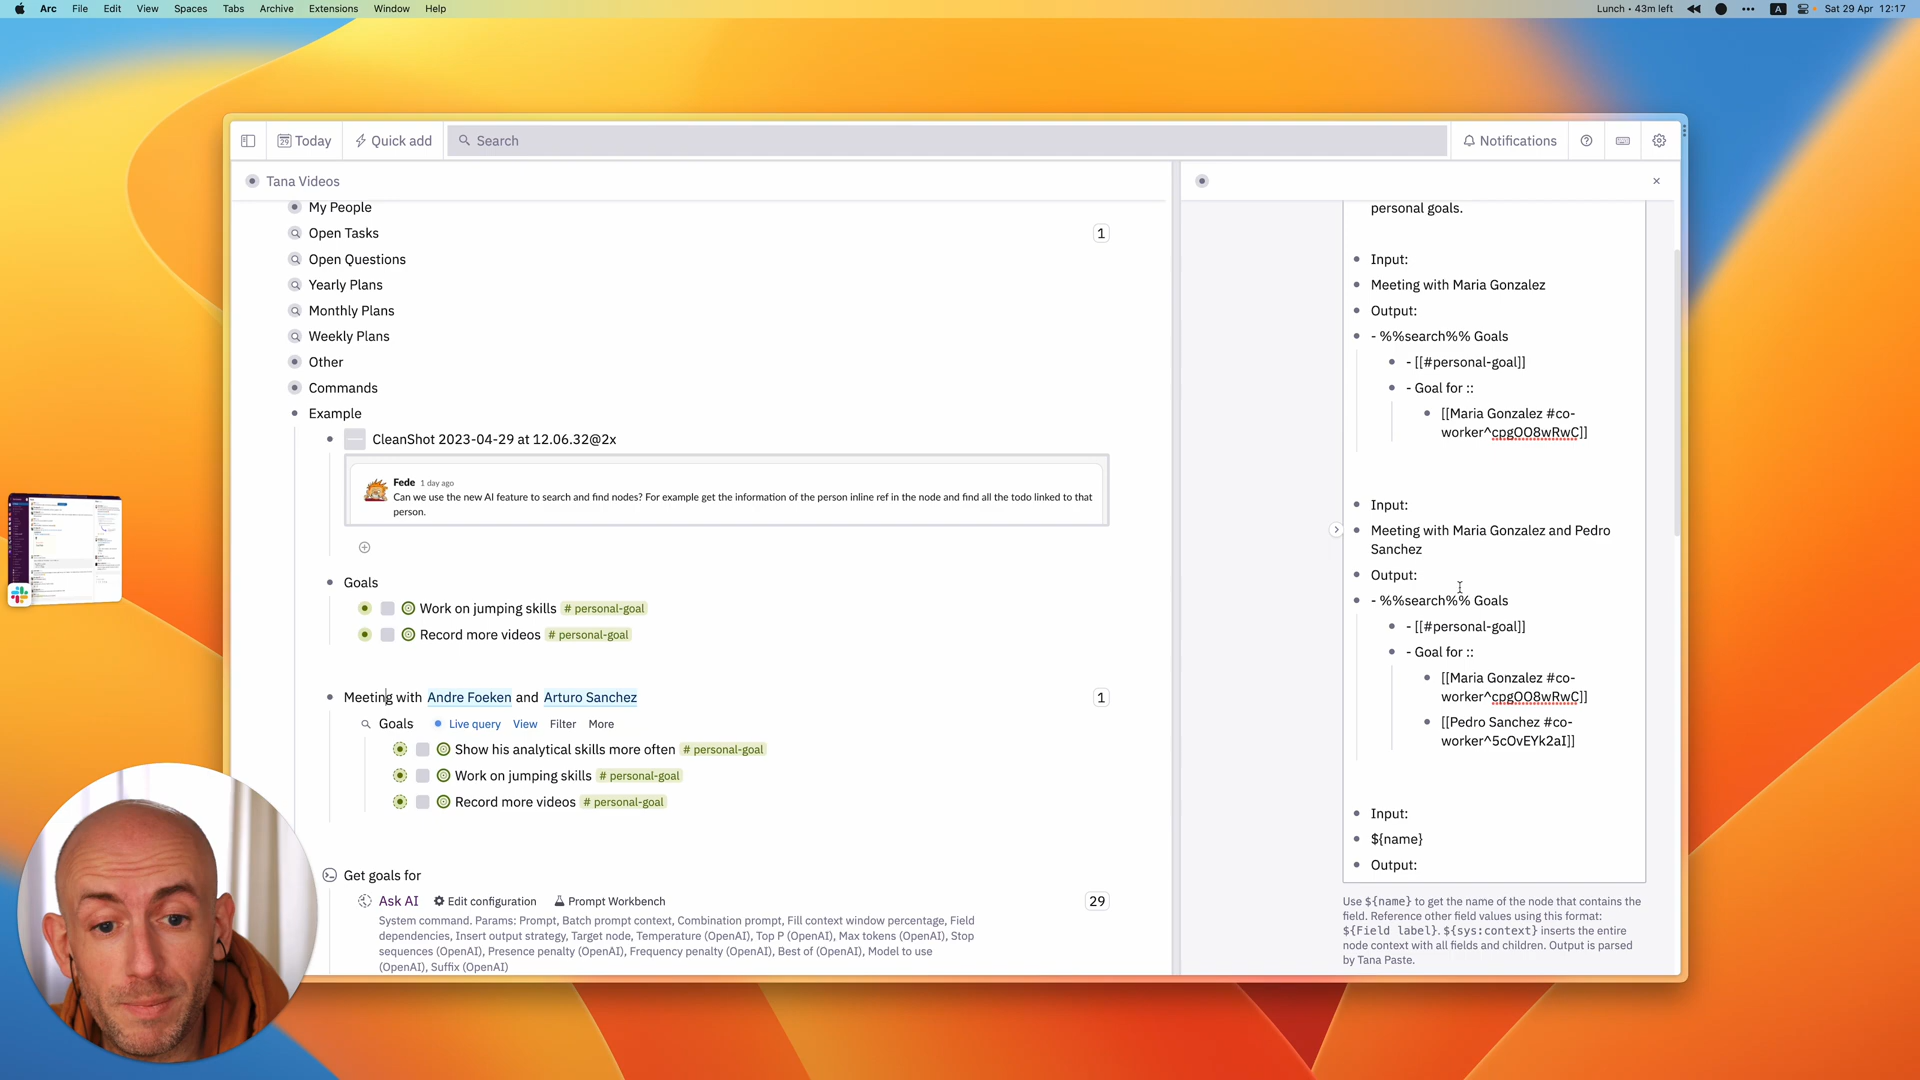 Arc File Edit View Spaces Tabs Archive Extensions Window Help
Lunch • 43m left A Sat 29 Apr 12:17
29 Today Quick add Search Notifications
Tana Videos
My People
Open Tasks 1
Open Questions
Yearly Plans
Monthly Plans
Weekly Plans
Other
Commands
Example
CleanShot 2023-04-29 at 12.06.32@2x
Fede 1 day ago
Can we use the new AI feature to search and find nodes? For example get the information of the person inline ref in the node and find all the todo linked to that
person.
Goals
Work on jumping skills # personal-goal
Record more videos # personal-goal
Meeting with Andre Foeken and Arturo Sanchez 1
Goals Live query View Filter More
Show his analytical skills more often # personal-goal
Work on jumping skills # personal-goal
Record more videos # personal-goal
Get goals for
Ask AI Edit configuration Prompt Workbench 29
System command. Params: Prompt, Batch prompt context, Combination prompt, Fill context window percentage, Field
dependencies, Insert output strategy, Target node, Temperature (OpenAI), Top P (OpenAI), Max tokens (OpenAI), Stop
sequences (OpenAI), Presence penalty (OpenAI), Frequency penalty (OpenAI), Best of (OpenAI), Model to use
(OpenAI), Suffix (OpenAI)
personal goals.
Input:
Meeting with Maria Gonzalez
Output:
- %%search%% Goals
- [[#personal-goal]]
- Goal for ::
[[Maria Gonzalez #co-
worker^cpgOO8wRwC]]
Input:
Meeting with Maria Gonzalez and Pedro
Sanchez
Output:
- %%search%% Goals
- [[#personal-goal]]
- Goal for ::
[[Maria Gonzalez #co-
worker^cpgOO8wRwC]]
[[Pedro Sanchez #co-
worker^5cOvEYk2aI]]
Input:
${name}
Output:
Use ${name} to get the name of the node that contains the
field. Reference other field values using this format:
${Field label}. ${sys:context} inserts the entire
node context with all fields and children. Output is parsed
by Tana Paste.